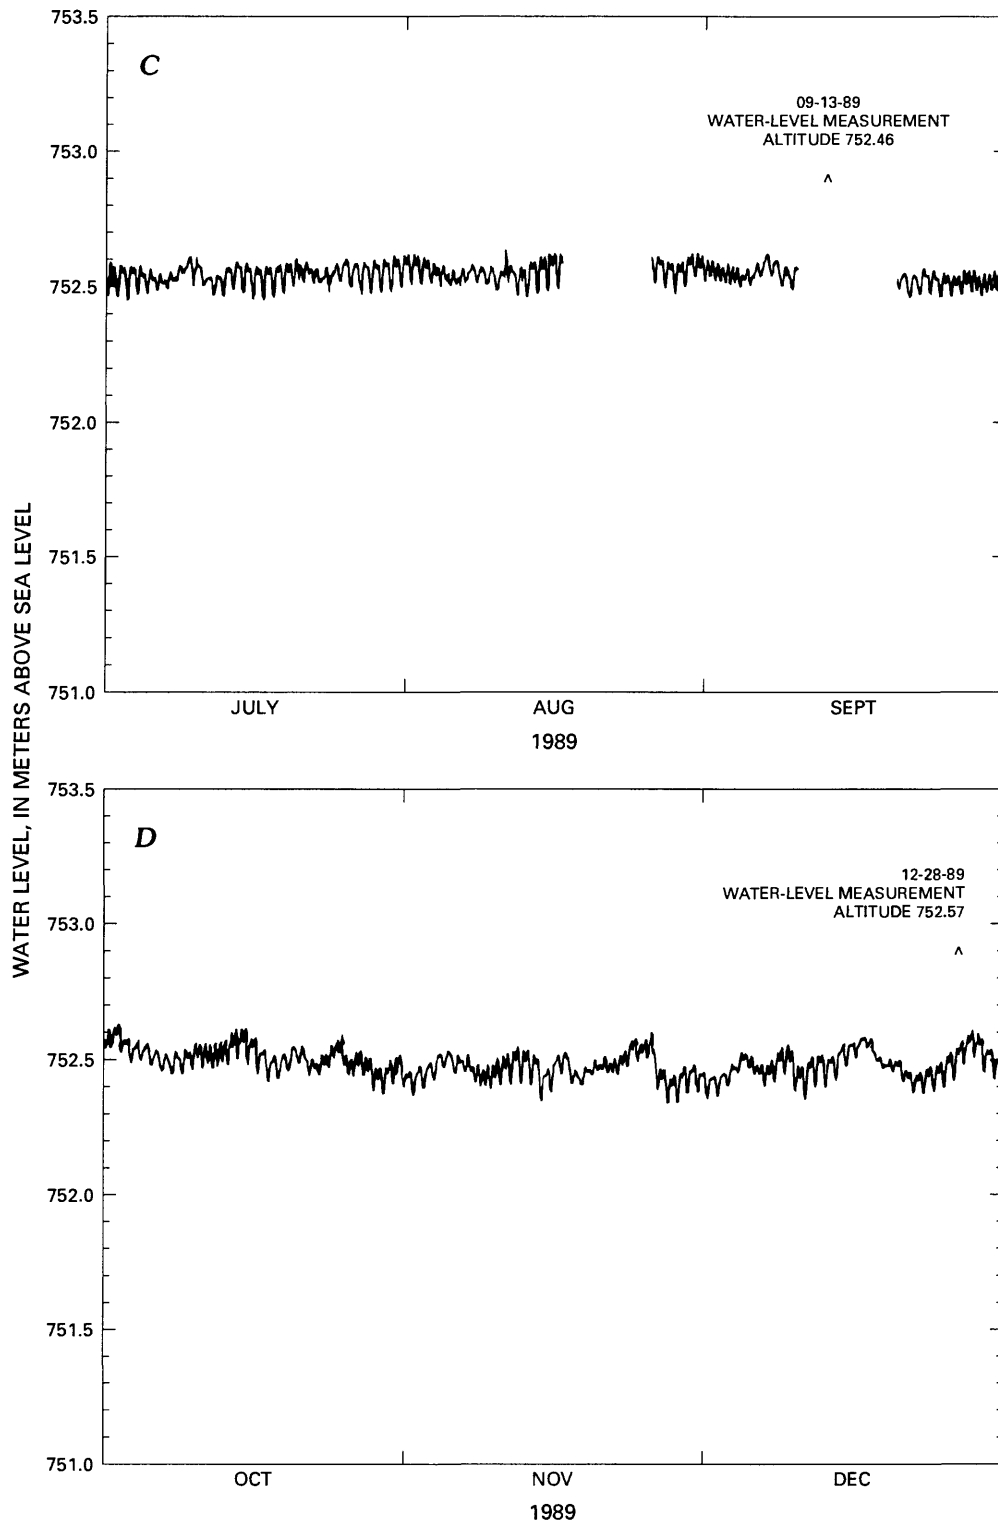 WATER LEVEL, IN METERS ABOVE SEA LEVEL
C
753.5
753.0
752.5
752.0
751.5
751.0
09-13-89
WATER-LEVEL MEASUREMENT
ALTITUDE 752.46
^
JULY AUG SEPT
1989
D
753.5
753.0
752.5
752.0
751.5
751.0
12-28-89
WATER-LEVEL MEASUREMENT
ALTITUDE 752.57
^
OCT NOV DEC
1989